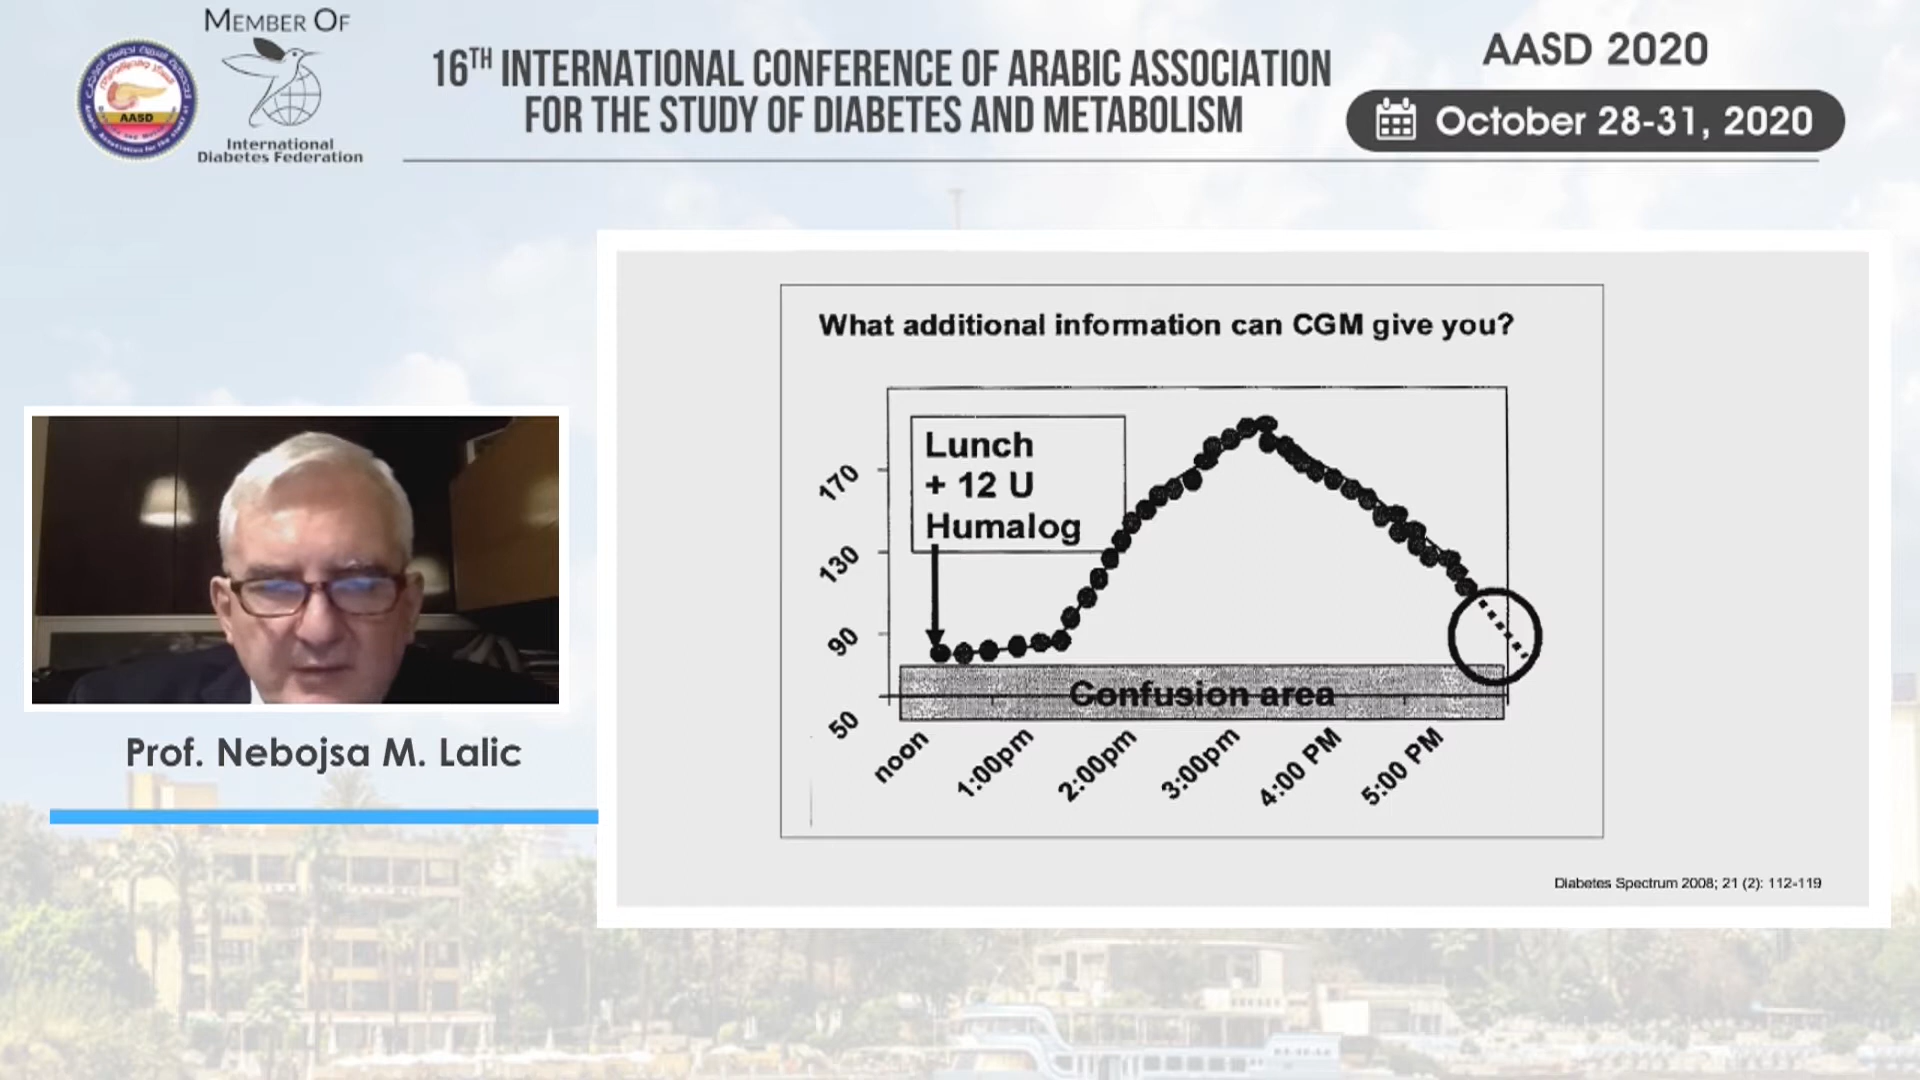 MEMBER OF
AASD
International
Diabetes Federation
16TH INTERNATIONAL CONFERENCE OF ARABIC ASSOCIATION
FOR THE STUDY OF DIABETES AND METABOLISM
AASD 2020
October 28-31, 2020
Prof. Nebojsa M. Lalic
What additional information can CGM give you?
Lunch
+ 12 U
Humalog
170
130
90
50
Confusion area
noon
1:00pm
2:00pm
3:00pm
4:00 PM
5:00 PM
Diabetes Spectrum 2008; 21 (2): 112-119